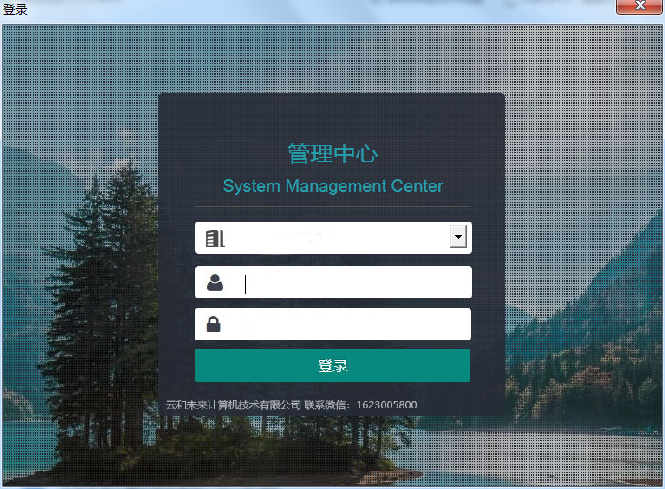 登录
管理中心
System Management Center
登录
云和未来计算机技术有限公司 联系微信：1623005800